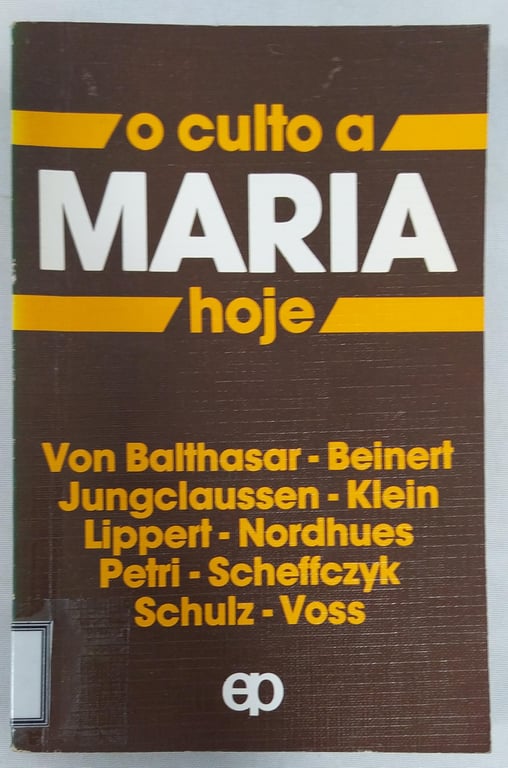 o culto a
MARIA
hoje
Von Balthasar - Beinert
Jungclaussen - Klein
Lippert - Nordhues
Petri - Scheffczyk
Schulz - Voss
ep